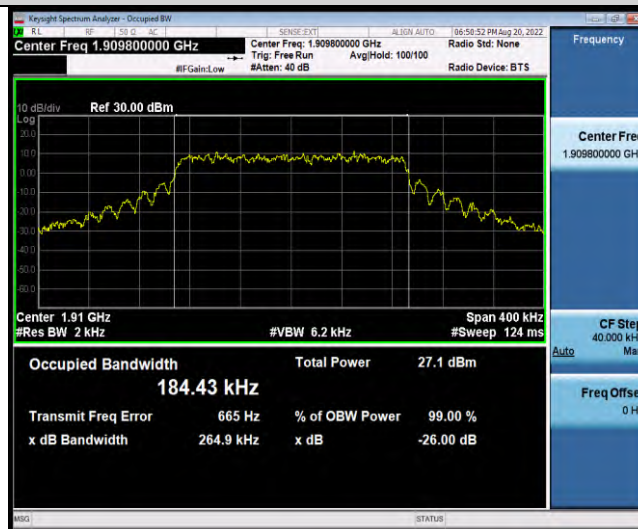 Keysight Spectrum Analyzer - Occupied BW
RL RF 50 Ω AC SENSE:EXT ALIGN AUTO 06:50:52 PM Aug 20, 2022
Center Freq 1.909800000 GHz
Center Freq: 1.909800000 GHz
Radio Std: None
Trig: Free Run Avg|Hold: 100/100
#IFGain:Low #Atten: 40 dB Radio Device: BTS
Frequency
10 dB/div Ref 30.00 dBm
Log
20.0
10.0
0.00
-10.0
-20.0
-30.0
-40.0
-50.0
-60.0
Center 1.91 GHz Span 400 kHz
#Res BW 2 kHz #VBW 6.2 kHz #Sweep 124 ms
Center Fre
1.909800000 GH
CF Step
40.000 kH
Auto Ma
Freq Offse
0 H
Occupied Bandwidth Total Power 27.1 dBm
184.43 kHz
Transmit Freq Error 665 Hz % of OBW Power 99.00 %
x dB Bandwidth 264.9 kHz x dB -26.00 dB
MSG STATUS